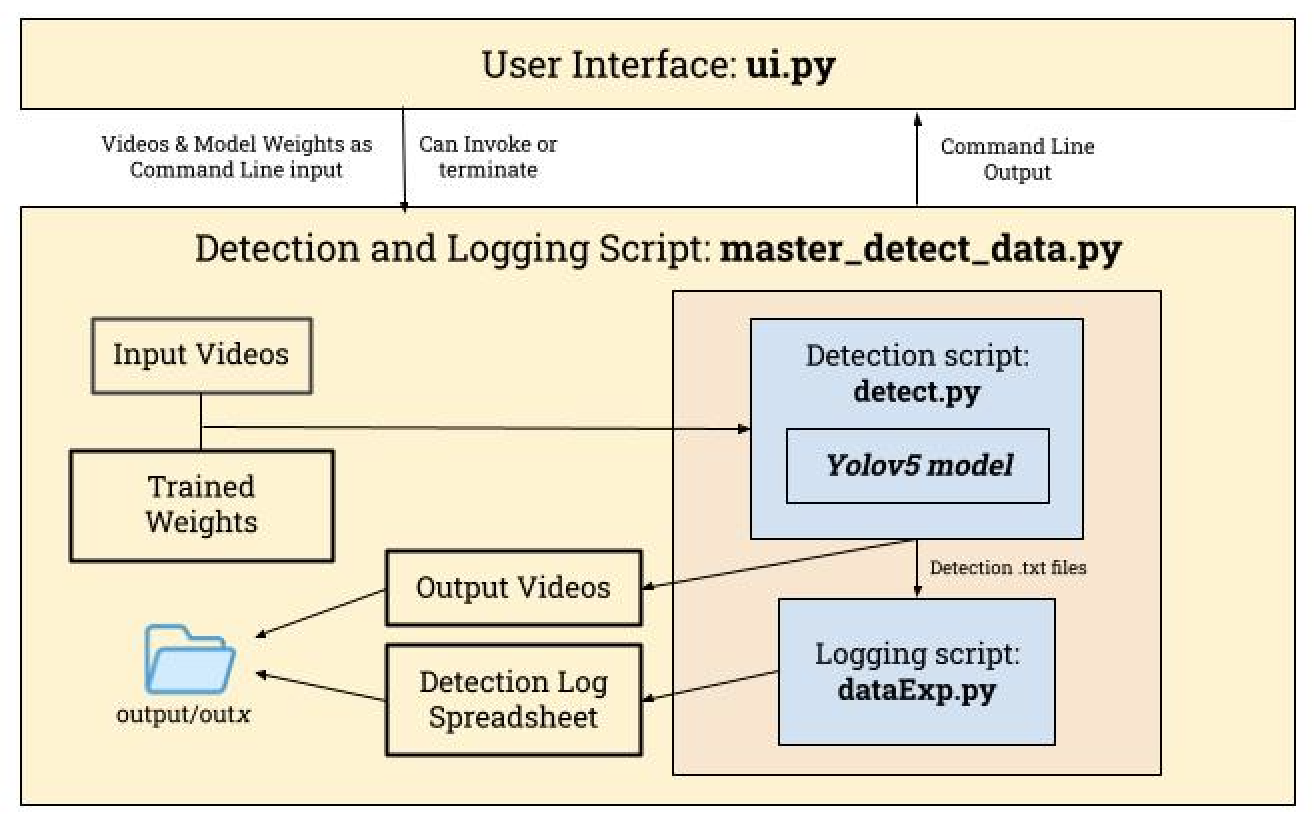 User Interface: ui.py
Videos & Model Weights as
Command Line input
Can Invoke or
terminate
Command Line
Output
Detection and Logging Script: master_detect_data.py
Input Videos
Trained
Weights
Detection script:
detect.py
Yolov5 model
Detection .txt files
Output Videos
Detection Log
Spreadsheet
Logging script:
dataExp.py
output/outx